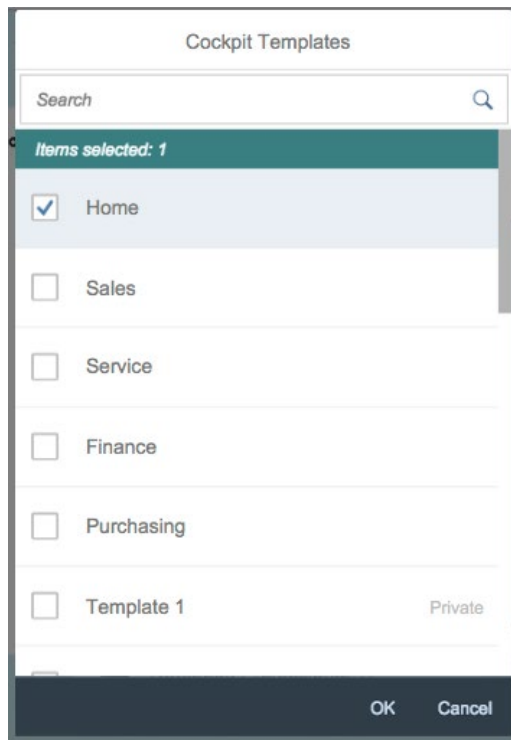 Cockpit Templates
Search
Items selected: 1
Home
Sales
Service
Finance
Purchasing
Template 1 Private
OK Cancel